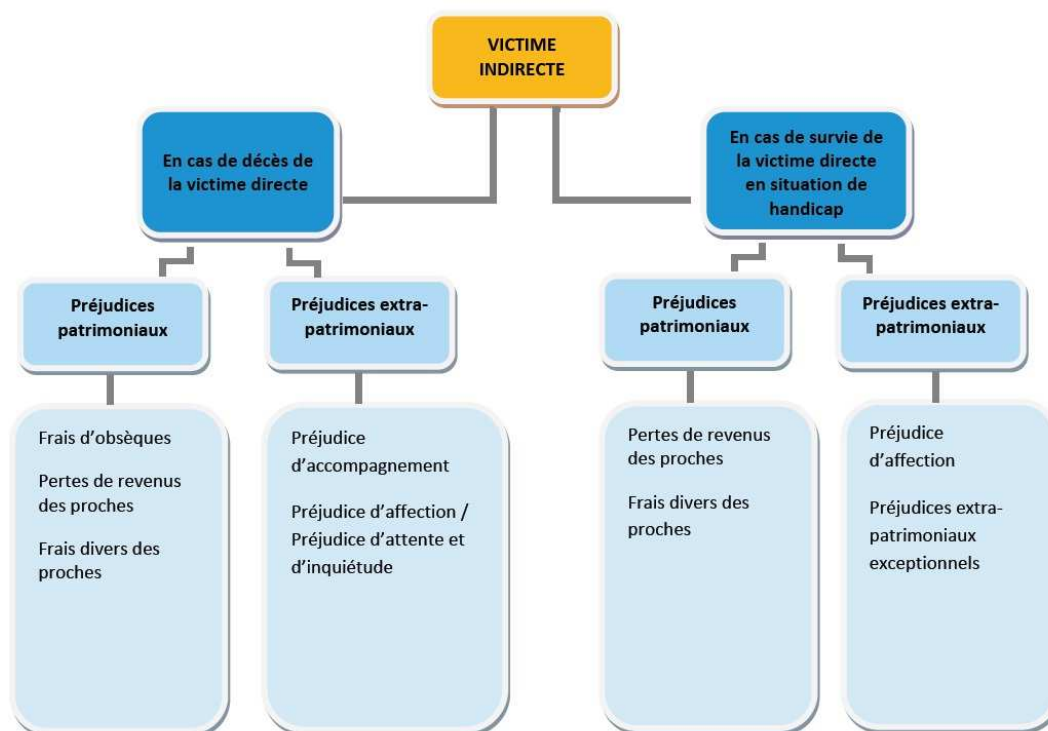 VICTIME
INDIRECTE
En cas de décès de
la victime directe
En cas de survie de
la victime directe
en situation de
handicap
Préjudices
patrimoniaux
Préjudices extra-
patrimoniaux
Préjudices
patrimoniaux
Préjudices extra-
patrimoniaux
Frais d’obsèques
Pertes de revenus
des proches
Frais divers des
proches
Préjudice
d’accompagnement
Préjudice d’affection /
Préjudice d’attente et
d’inquiétude
Pertes de revenus
des proches
Frais divers des
proches
Préjudice
d’affection
Préjudices extra-
patrimoniaux
exceptionnels